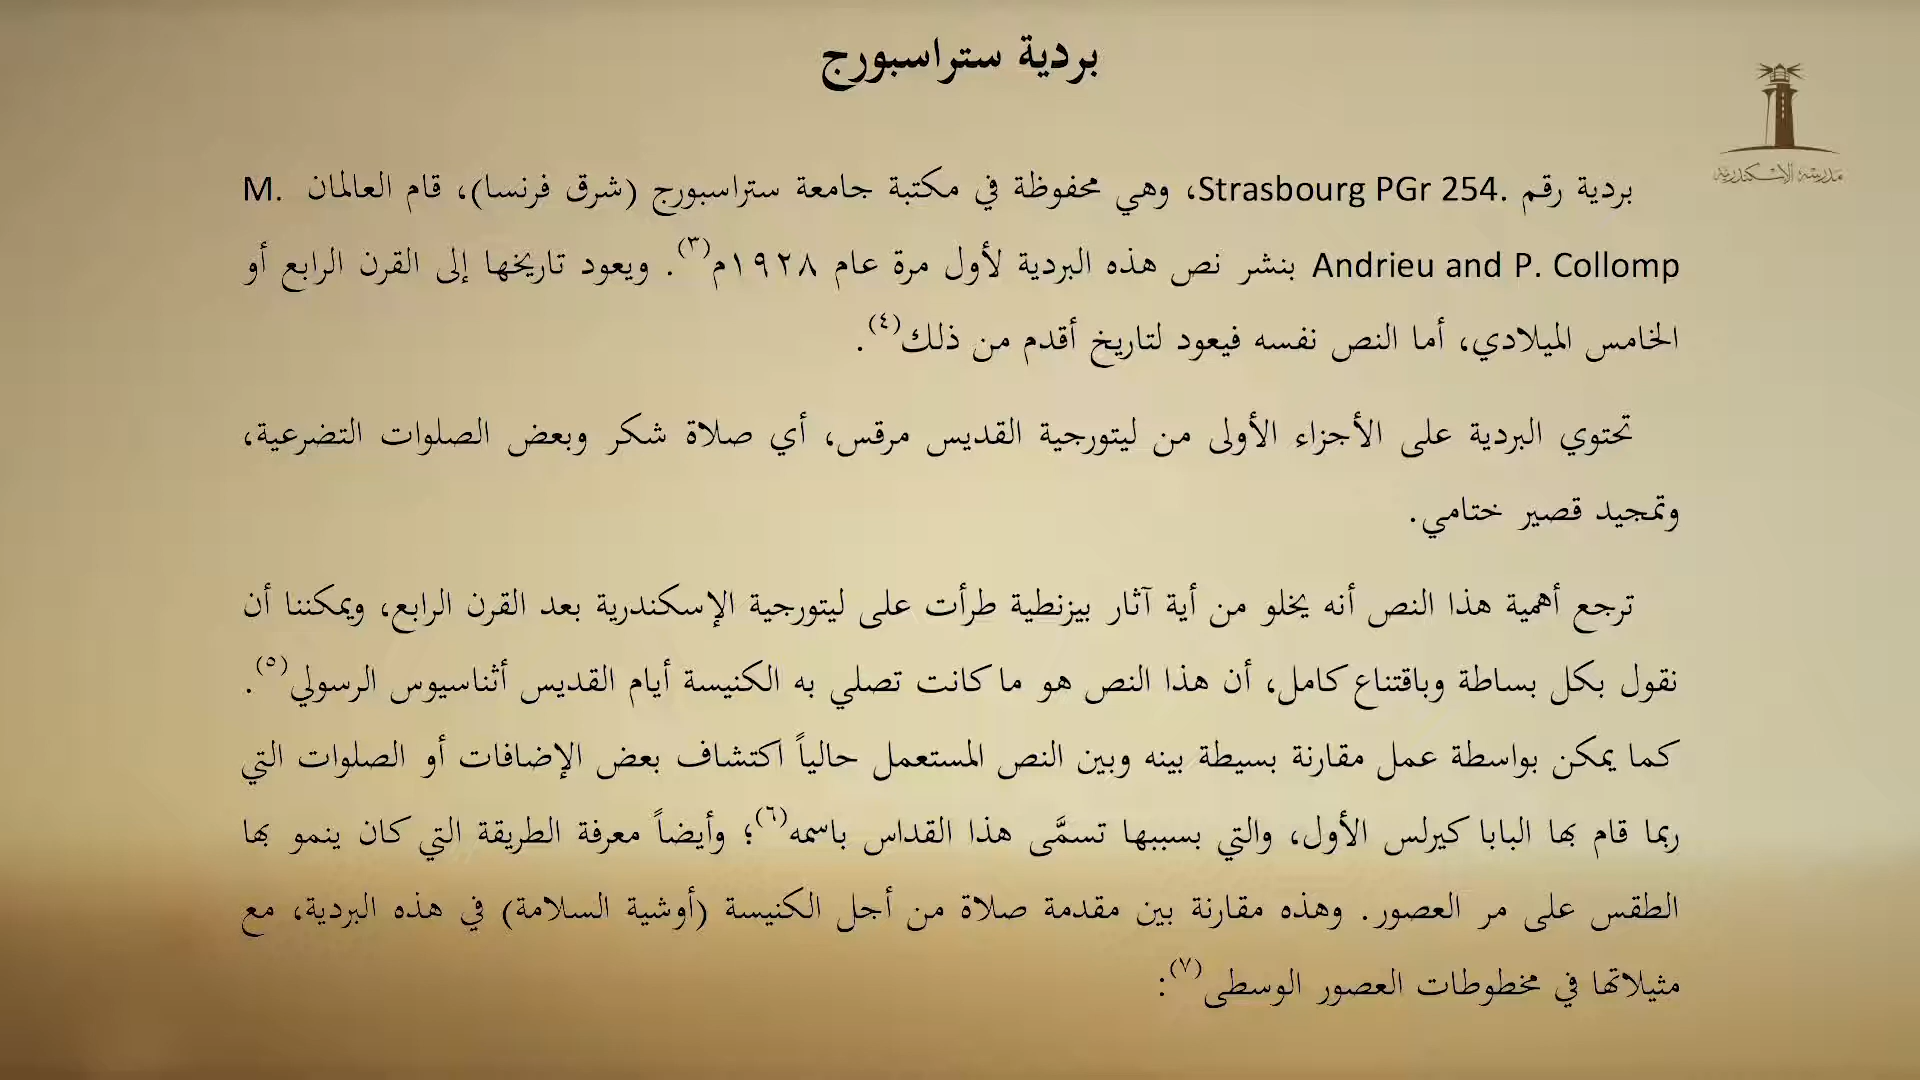 بردية ستراسبورج
مدرسة الإسكندرية
بردية رقم Strasbourg PGr 254.، وهي محفوظة في مكتبة جامعة ستراسبورج (شرق فرنسا)، قام العالمان M.
Andrieu and P. Collomp بنشر نص هذه البردية لأول مرة عام ١٩٢٨م(٣). ويعود تاريخها إلى القرن الرابع أو
الخامس الميلادي، أما النص نفسه فيعود لتاريخ أقدم من ذلك(٤).
تحتوي البردية على الأجزاء الأولى من ليتورجية القديس مرقس، أي صلاة شكر وبعض الصلوات التضرعية،
وتمجيد قصير ختامي.
ترجع أهمية هذا النص أنه يخلو من أية آثار بيزنطية طرأت على ليتورجية الإسكندرية بعد القرن الرابع، ويمكننا أن
نقول بكل بساطة وباقتناع كامل، أن هذا النص هو ما كانت تصلي به الكنيسة أيام القديس أثناسيوس الرسولي(٥).
كما يمكن بواسطة عمل مقارنة بسيطة بينه وبين النص المستعمل حالياً اكتشاف بعض الإضافات أو الصلوات التي
ربما قام بها البابا كيرلس الأول، والتي بسببها تسمَّى هذا القداس باسمه(٦)؛ وأيضاً معرفة الطريقة التي كان ينمو بها
الطقس على مر العصور. وهذه مقارنة بين مقدمة صلاة من أجل الكنيسة (أوشية السلامة) في هذه البردية، مع
مثيلاتها في مخطوطات العصور الوسطى(٧):